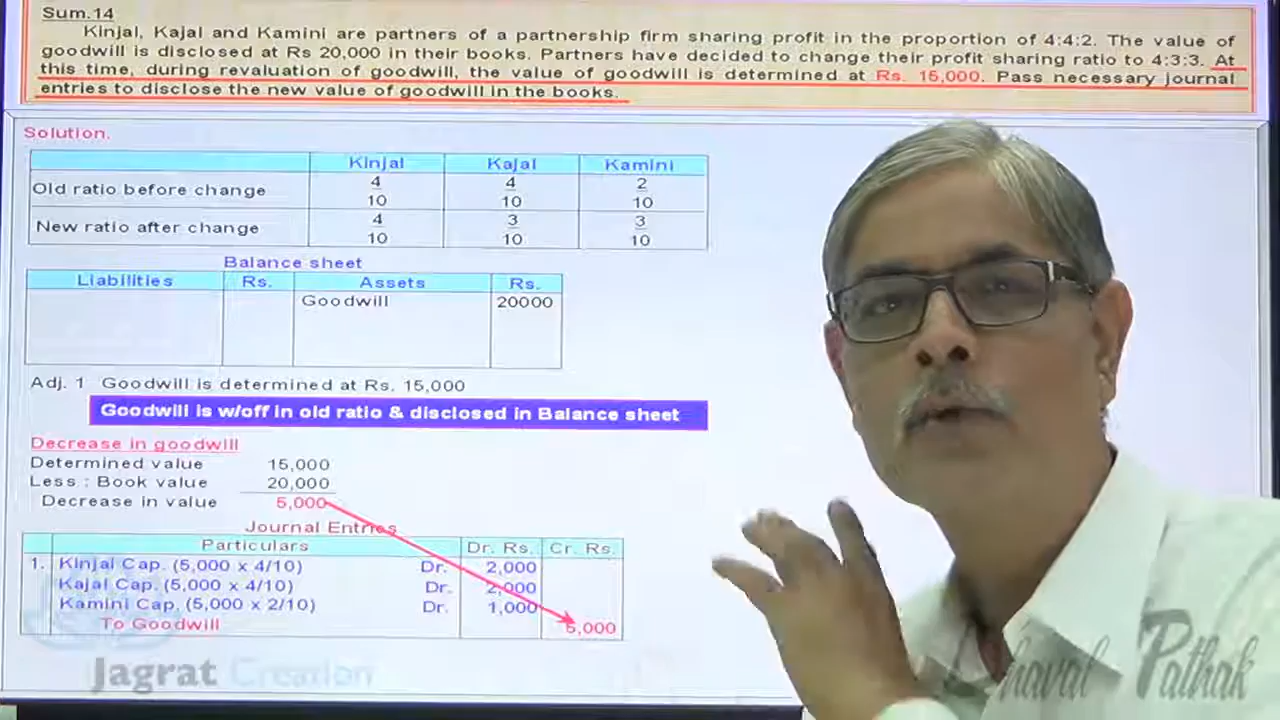 Sum.14
Kinjal, Kajal and Kamini are partners of a partnership firm sharing profit in the proportion of 4:4:2. The value of
goodwill is disclosed at Rs 20,000 in their books. Partners have decided to change their profit sharing ratio to 4:3:3. At
this time, during revaluation of goodwill, the value of goodwill is determined at Rs. 15,000. Pass necessary journal
entries to disclose the new value of goodwill in the books.
Solution.
Kinjal Kajal Kamini
Old ratio before change 4/10 4/10 2/10
New ratio after change 4/10 3/10 3/10
Balance sheet
Liabilities Rs. Assets Rs.
Goodwill 20000
Adj. 1 Goodwill is determined at Rs. 15,000
Goodwill is w/off in old ratio & disclosed in Balance sheet
Decrease in goodwill
Determined value 15,000
Less : Book value 20,000
Decrease in value 5,000
Journal Entries
Particulars Dr. Rs. Cr. Rs.
1. Kinjal Cap. (5,000 x 4/10) Dr. 2,000
Kajal Cap. (5,000 x 4/10) Dr. 2,000
Kamini Cap. (5,000 x 2/10) Dr. 1,000
To Goodwill 5,000
Jagrat Creation
Dhaval Pathak